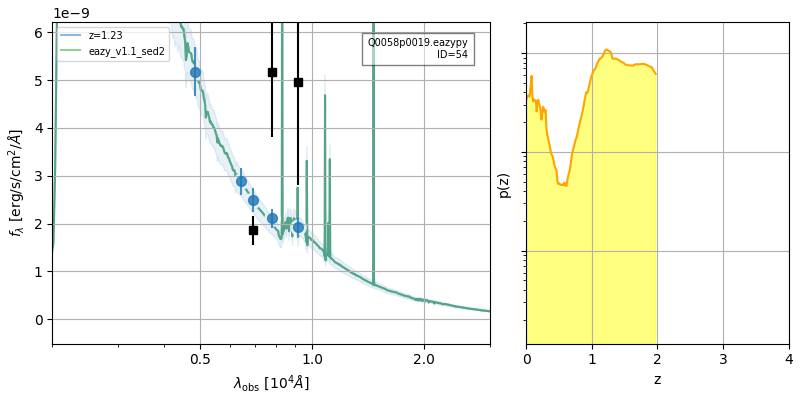 1e−9
z=1.23
eazy_v1.1_sed2
Q0058p0019.eazypy
ID=54
6
5
4
3
2
1
0
f_λ [erg/s/cm²/Å]
0.5
1.0
2.0
λ_obs [10⁴Å]
p(z)
0
1
2
3
4
z